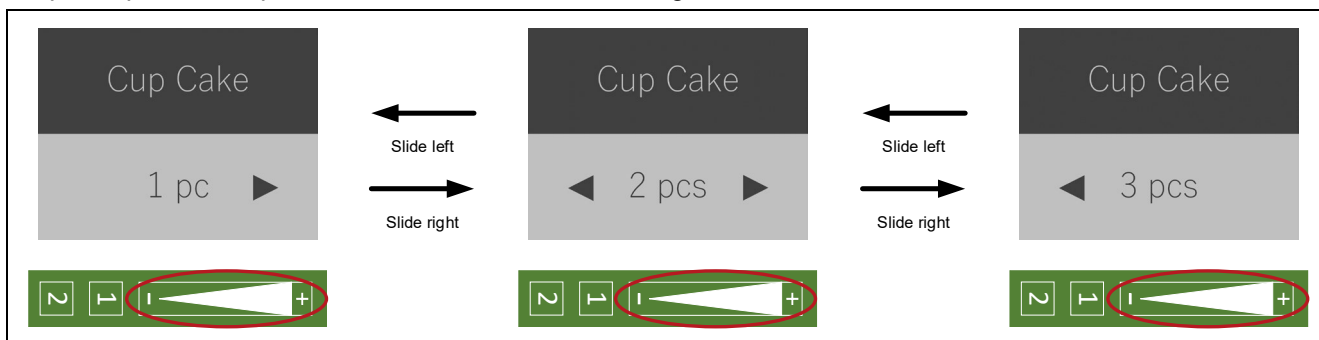 Cup Cake
1 pc ▶
2 1 - +
Slide left
Slide right
Cup Cake
◀ 2 pcs ▶
2 1 - +
Slide left
Slide right
Cup Cake
◀ 3 pcs
2 1 - +